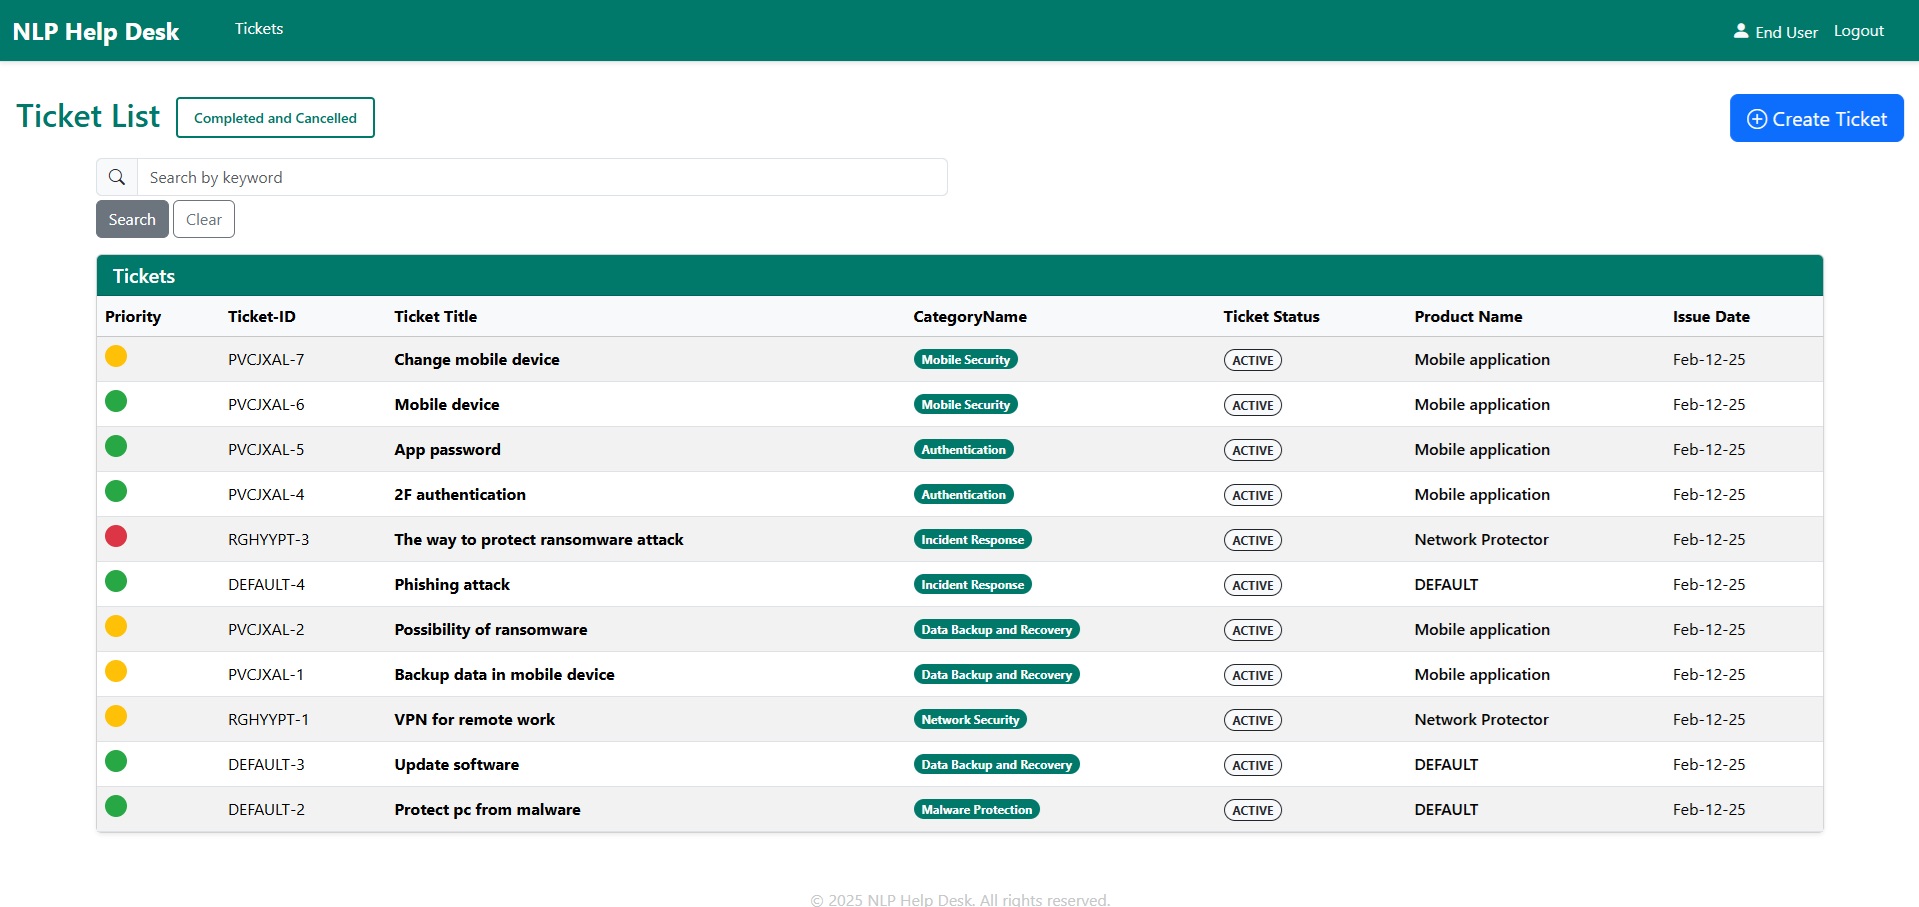 NLP Help Desk Tickets End User Logout
Ticket List Completed and Cancelled Create Ticket
Search by keyword
Search Clear
Tickets
Priority Ticket-ID Ticket Title CategoryName Ticket Status Product Name Issue Date
PVCJXAL-7 Change mobile device Mobile Security ACTIVE Mobile application Feb-12-25
PVCJXAL-6 Mobile device Mobile Security ACTIVE Mobile application Feb-12-25
PVCJXAL-5 App password Authentication ACTIVE Mobile application Feb-12-25
PVCJXAL-4 2F authentication Authentication ACTIVE Mobile application Feb-12-25
RGHYYPT-3 The way to protect ransomware attack Incident Response ACTIVE Network Protector Feb-12-25
DEFAULT-4 Phishing attack Incident Response ACTIVE DEFAULT Feb-12-25
PVCJXAL-2 Possibility of ransomware Data Backup and Recovery ACTIVE Mobile application Feb-12-25
PVCJXAL-1 Backup data in mobile device Data Backup and Recovery ACTIVE Mobile application Feb-12-25
RGHYYPT-1 VPN for remote work Network Security ACTIVE Network Protector Feb-12-25
DEFAULT-3 Update software Data Backup and Recovery ACTIVE DEFAULT Feb-12-25
DEFAULT-2 Protect pc from malware Malware Protection ACTIVE DEFAULT Feb-12-25
© 2025 NLP Help Desk. All rights reserved.